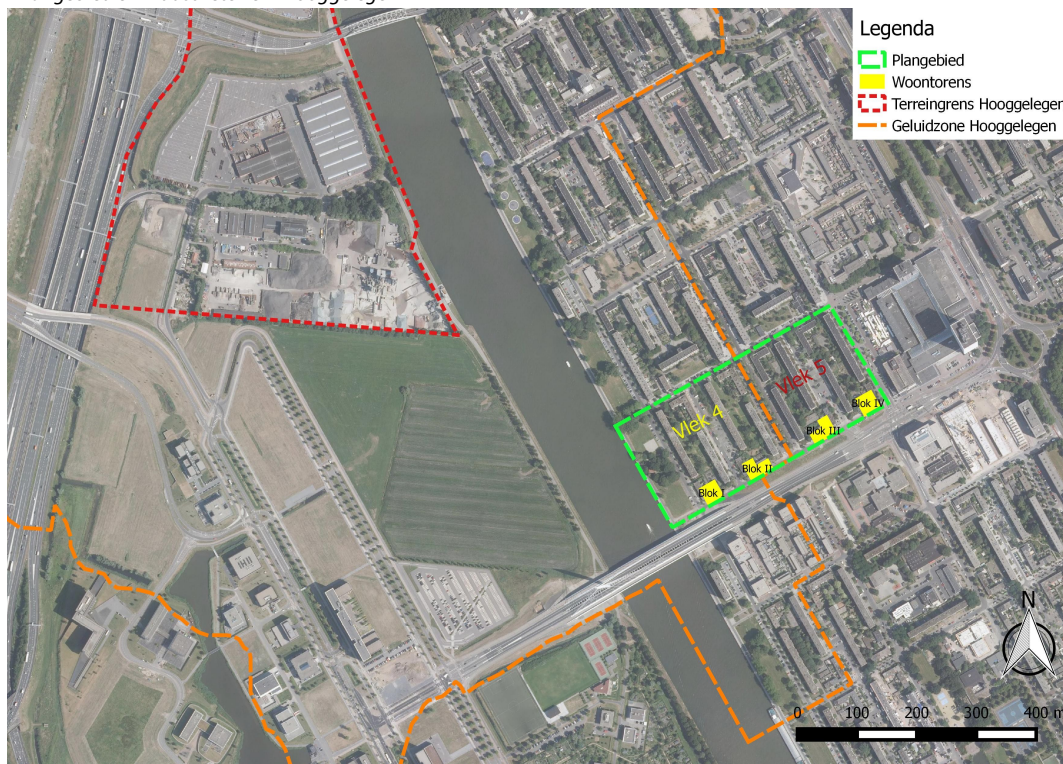 Legenda
Plangebied
Woontorens
Terreingrens Hooggelegen
Geluidzone Hooggelegen
Vlek 5
Vlek 4
Blok IV
Blok III
Blok II
Blok I
N
0 100 200 300 400 m